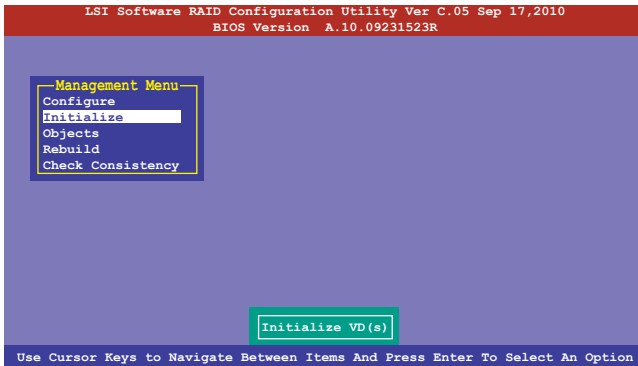 LSI Software RAID Configuration Utility Ver C.05 Sep 17,2010
BIOS Version A.10.09231523R
Management Menu
Configure
Initialize
Objects
Rebuild
Check Consistency
Initialize VD(s)
Use Cursor Keys to Navigate Between Items And Press Enter To Select An Option